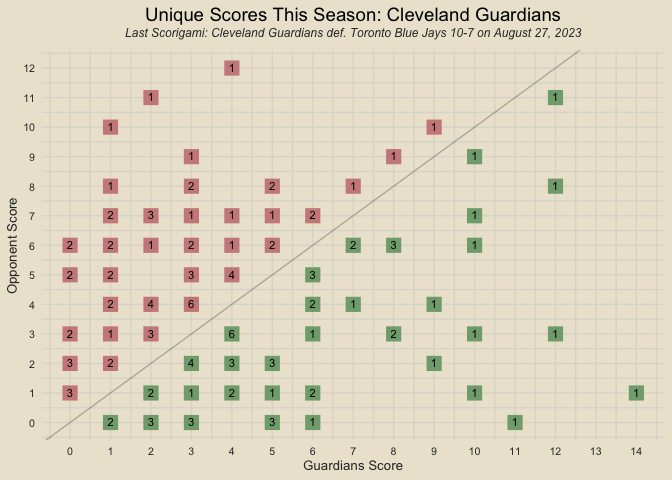 Unique Scores This Season: Cleveland Guardians
Last Scorigami: Cleveland Guardians def. Toronto Blue Jays 10-7 on August 27, 2023
12 1
11 1 1
10 1 1
9 1 1 1
8 1 2 2 1 1
7 2 3 1 1 1 2 1
6 2 2 1 2 1 2 2 3 1
5 2 2 3 4 3
4 2 4 6 2 1 1
3 2 1 3 6 1 2 1 1
2 3 2 4 3 3 1
1 3 2 1 2 1 2 1 1
0 2 3 3 3 1 1
0 1 2 3 4 5 6 7 8 9 10 11 12 13 14
Opponent Score
Guardians Score